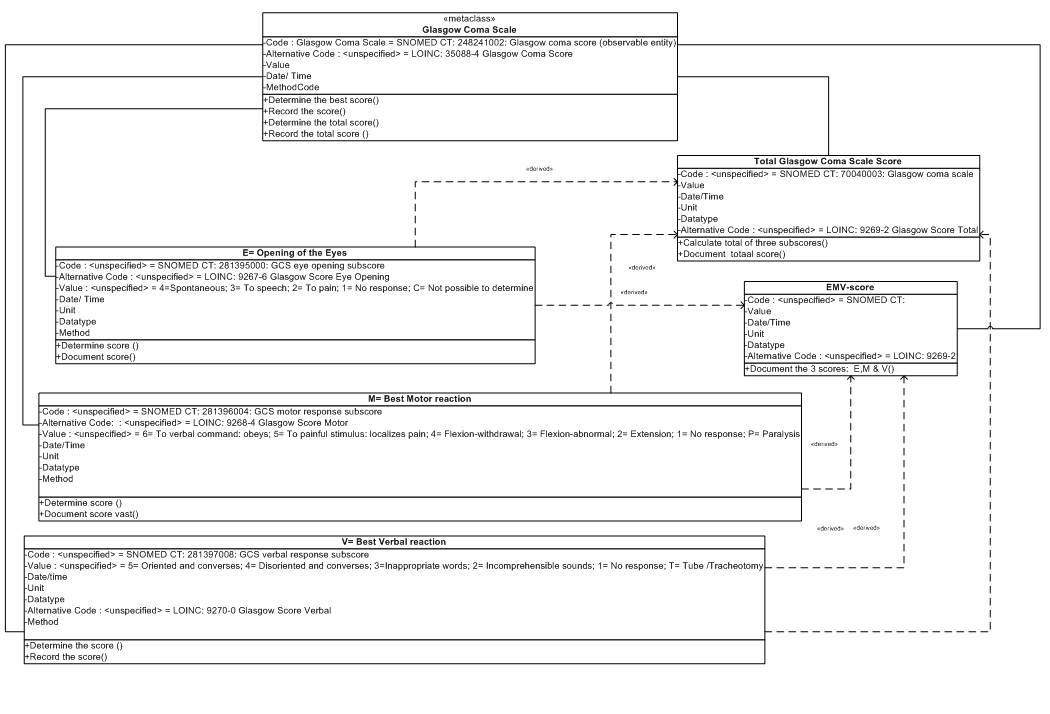 «metaclass»
Glasgow Coma Scale
-Code : Glasgow Coma Scale = SNOMED CT: 248241002: Glasgow coma score (observable entity)
-Alternative Code : <unspecified> = LOINC: 35088-4 Glasgow Coma Score
-Value
-Date/ Time
-MethodCode
+Determine the best score()
+Record the score()
+Determine the total score()
+Record the total score ()
Total Glasgow Coma Scale Score
-Code : <unspecified> = SNOMED CT: 70040003: Glasgow coma scale
-Value
-Date/Time
-Unit
-Datatype
-Alternative Code : <unspecified> = LOINC: 9269-2 Glasgow Score Total
+Calculate total of three subscores()
+Document totaal score()
«derived»
E= Opening of the Eyes
-Code : <unspecified> = SNOMED CT: 281395000: GCS eye opening subscore
-Alternative Code : <unspecified> = LOINC: 9267-6 Glasgow Score Eye Opening
-Value : <unspecified> = 4=Spontaneous; 3= To speech; 2= To pain; 1= No response; C= Not possible to determine
-Date/ Time
-Unit
-Datatype
-Method
+Determine score ()
+Document score()
«derived»
«derived»
EMV-score
-Code : <unspecified> = SNOMED CT:
-Value
-Date/Time
-Unit
-Datatype
-Alternative Code : <unspecified> = LOINC: 9269-2
+Document the 3 scores: E,M & V()
M= Best Motor reaction
-Code : <unspecified> = SNOMED CT: 281396004: GCS motor response subscore
-Alternative Code: : <unspecified> = LOINC: 9268-4 Glasgow Score Motor
-Value : <unspecified> = 6= To verbal command: obeys; 5= To painful stimulus: localizes pain; 4= Flexion-withdrawal; 3= Flexion-abnormal; 2= Extension; 1= No response; P= Paralysis
-Date/Time
-Unit
-Datatype
-Method
+Determine score ()
+Document score vast()
«derived»
«derived» «derived»
V= Best Verbal reaction
-Code : <unspecified> = SNOMED CT: 281397008: GCS verbal response subscore
-Value : <unspecified> = 5= Oriented and converses; 4= Disoriented and converses; 3=Inappropriate words; 2= Incomprehensible sounds; 1= No response; T= Tube /Tracheotomy
-Date/time
-Unit
-Datatype
-Alternative Code : <unspecified> = LOINC: 9270-0 Glasgow Score Verbal
-Method
+Determine the score ()
+Record the score()